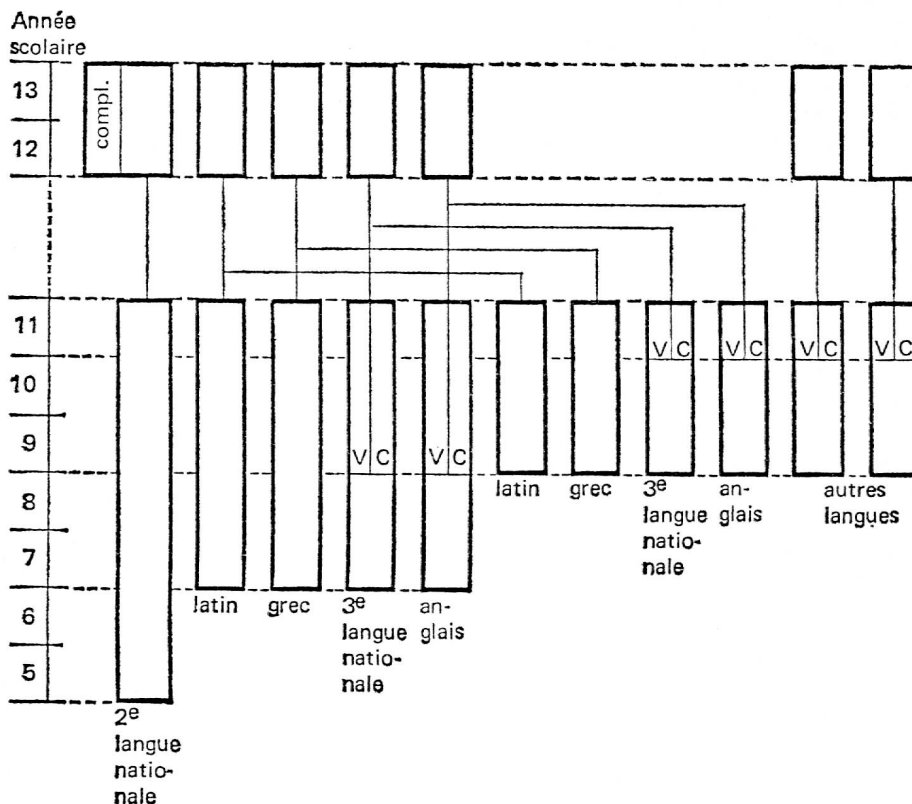 Année
scolaire
13
compl.
12
11
V C V C V C V C
10
9
V C V C
latin grec 3e an- autres
8
langue glais langues
natio-
7
nale
latin grec 3e an-
6
langue glais
natio-
5
nale
2e
langue
natio-
nale